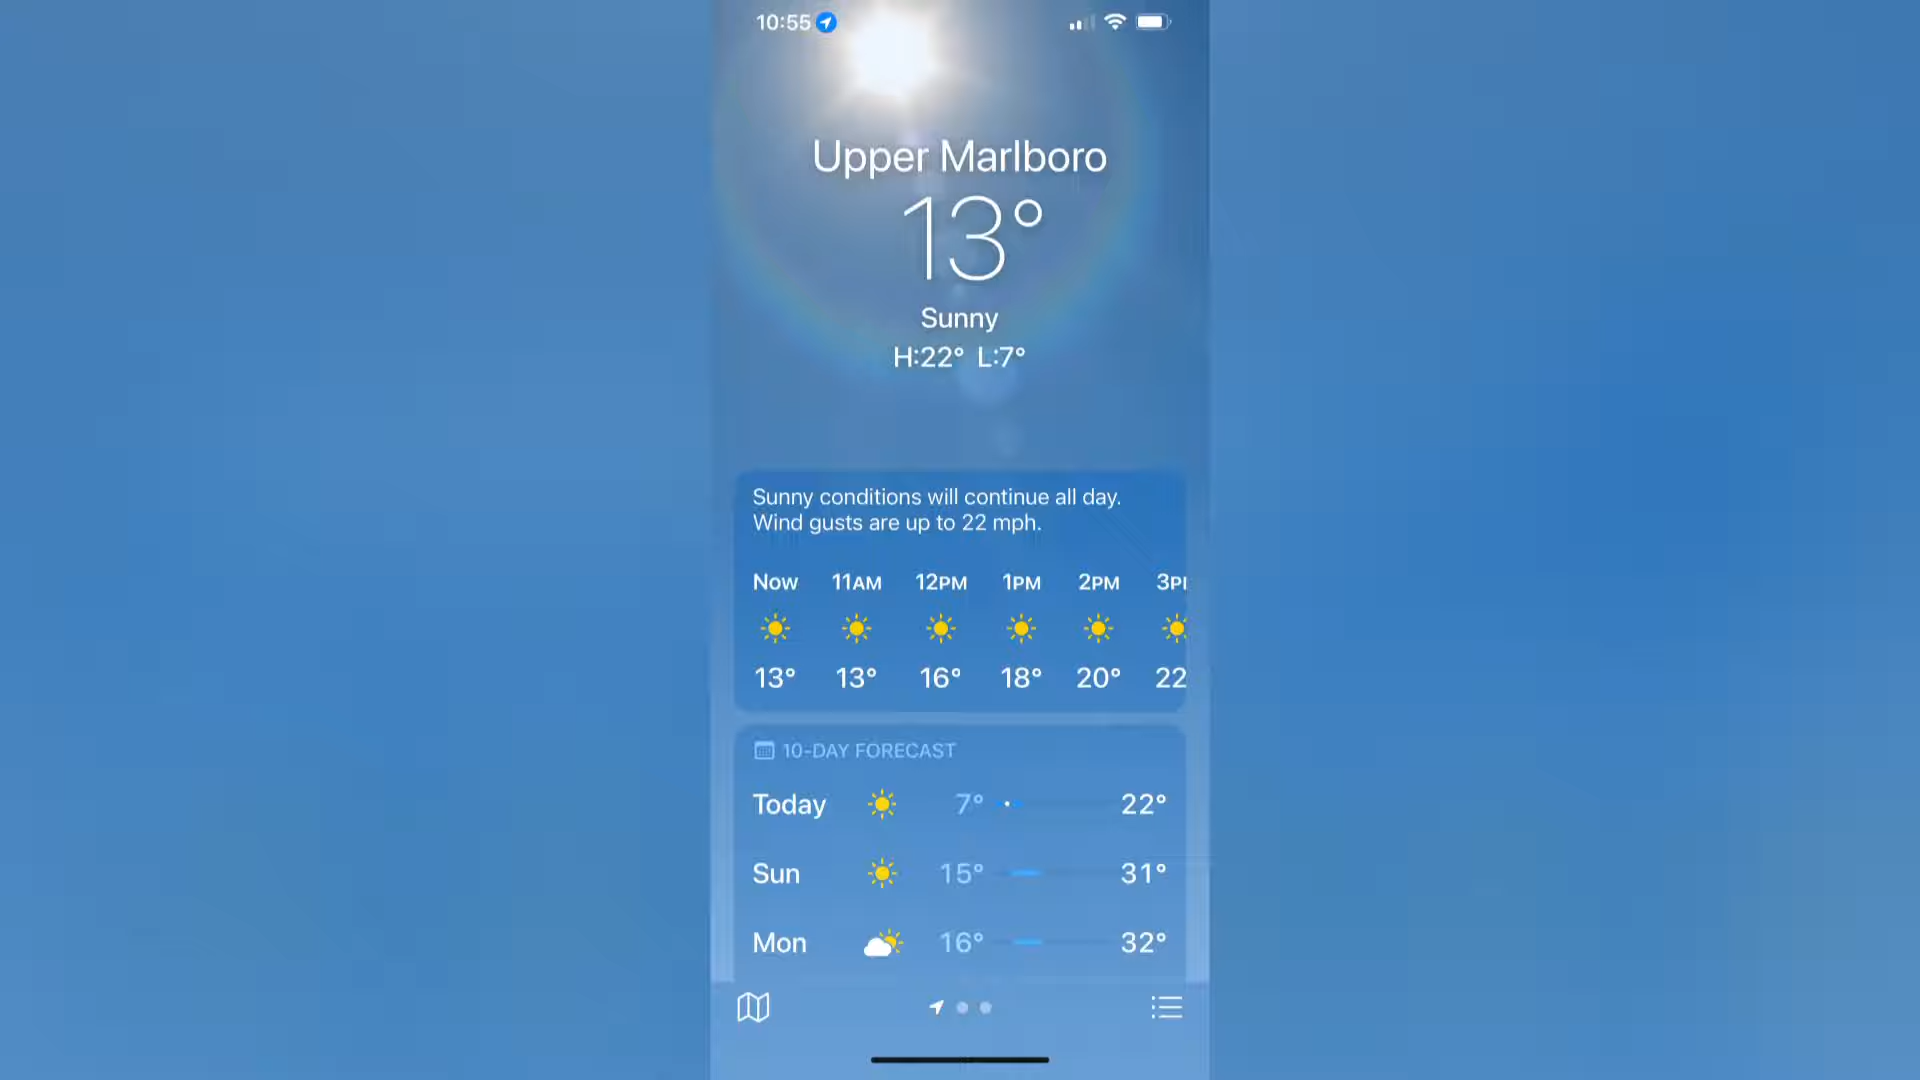 10:55
Upper Marlboro
13°
Sunny
H:22° L:7°
Sunny conditions will continue all day.
Wind gusts are up to 22 mph.
Now 11AM 12PM 1PM 2PM
13° 13° 16° 18° 20° 22
10-DAY FORECAST
Today 7° 22°
Sun 15° 31°
Mon 16° 32°